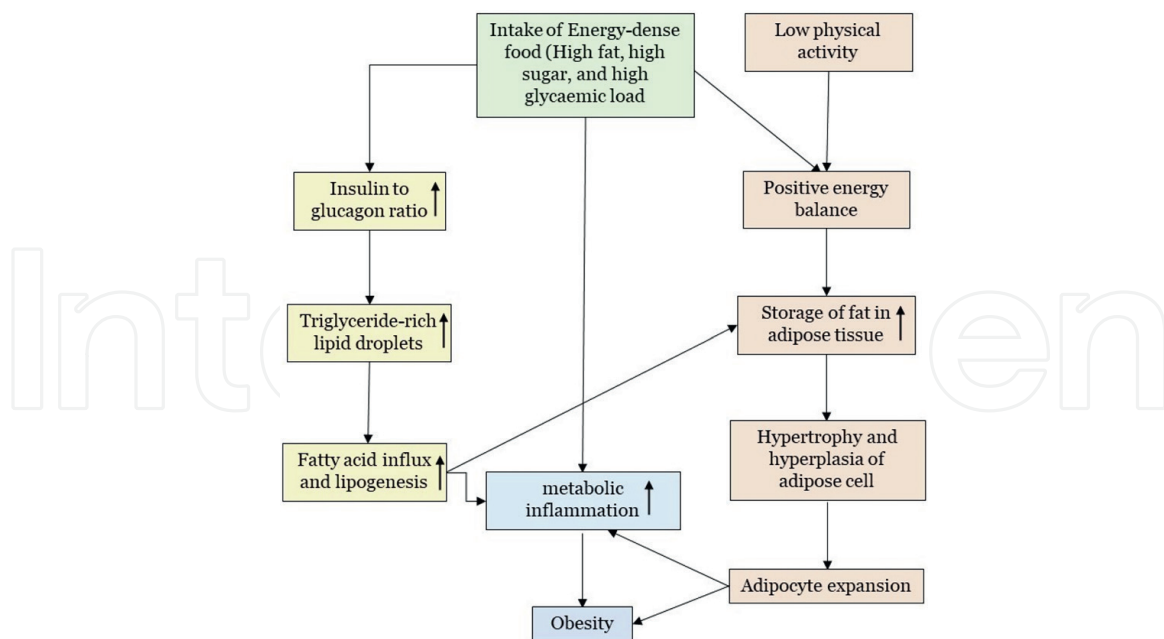 Intake of Energy-dense
food (High fat, high
sugar, and high
glycaemic load
Low physical
activity
Insulin to
glucagon ratio
Positive energy
balance
Triglyceride-rich
lipid droplets
Storage of fat in
adipose tissue
Fatty acid influx
and lipogenesis
Hypertrophy and
hyperplasia of
adipose cell
metabolic
inflammation
Adipocyte expansion
Obesity